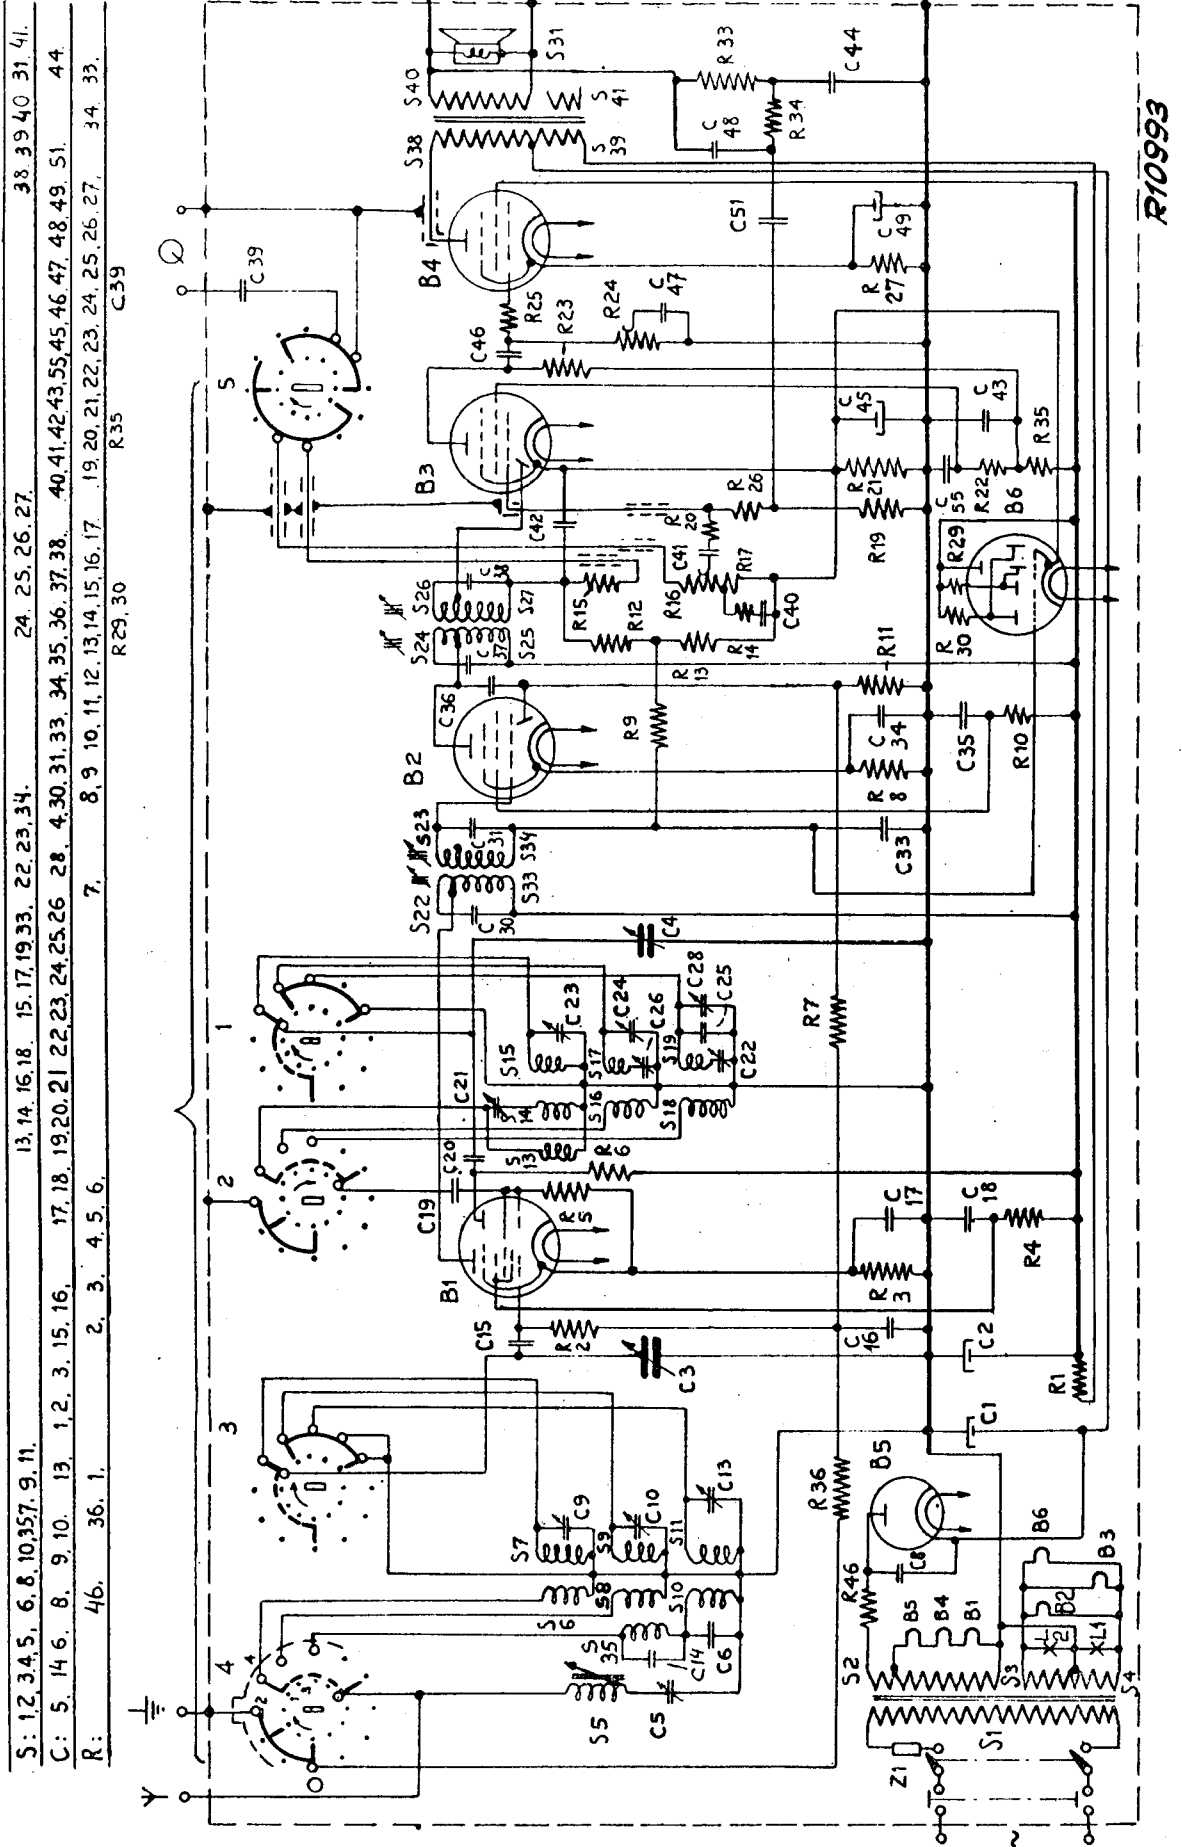 S: 1,2, 3.4.5, 6,8,10,35,7. 9, 11. 13,14.16,18. 15.17,19,33. 22.23,34. 24. 25.26.27. 38.39 40 31.41.
C: 5. 14 6. 8. 9,10. 13, 1,2, 3. 15,16, 17,18, 19,20.21 22,23,24,25.26 28, 4,30,31,33, 34,35,36,37,38. 40,41,42,43,55,45,46,47,48,49,51. 44.
R: 46. 36,1. 2, 3. 4,5,6. 7. 8,9 10,11,12,13,14,15,16,17 19,20,21,22,23,24,25,26,27, 34. 33.
R29,30 R35 C39
4
3
2
1
5
C39
4
2
S5
C5
S6
S35
C14
C6
S7
S8
S9
S10
S11
C9
C10
C13
C15
R2
C3
C16
B1
C19
C20
C21
R5
R6
R3
C17
C18
R4
S13
S14
S15
S16
S17
S18
S19
C22
C23
C24
C26
C28
C25
C4
R7
S22
S23
C30
C31
S33
S34
C33
B2
C36
R9
R8
C34
C35
R10
R11
S24
S26
C37
C38
S25
S27
R12
R13
R14
R15
R16
R17
C40
C41
R20
C42
B3
R26
R19
R21
C45
C55
R22
C43
R35
B6
R29
R30
C46
R25
R23
R24
C47
B4
R27
C49
C51
S38
S39
S40
S41
S31
C48
R33
R34
C44
R36
R46
C8
B5
C1
C2
R1
Z1
S1
S2
S3
S4
B5
B4
B1
B2
B6
B3
L2
L1
~
R10993